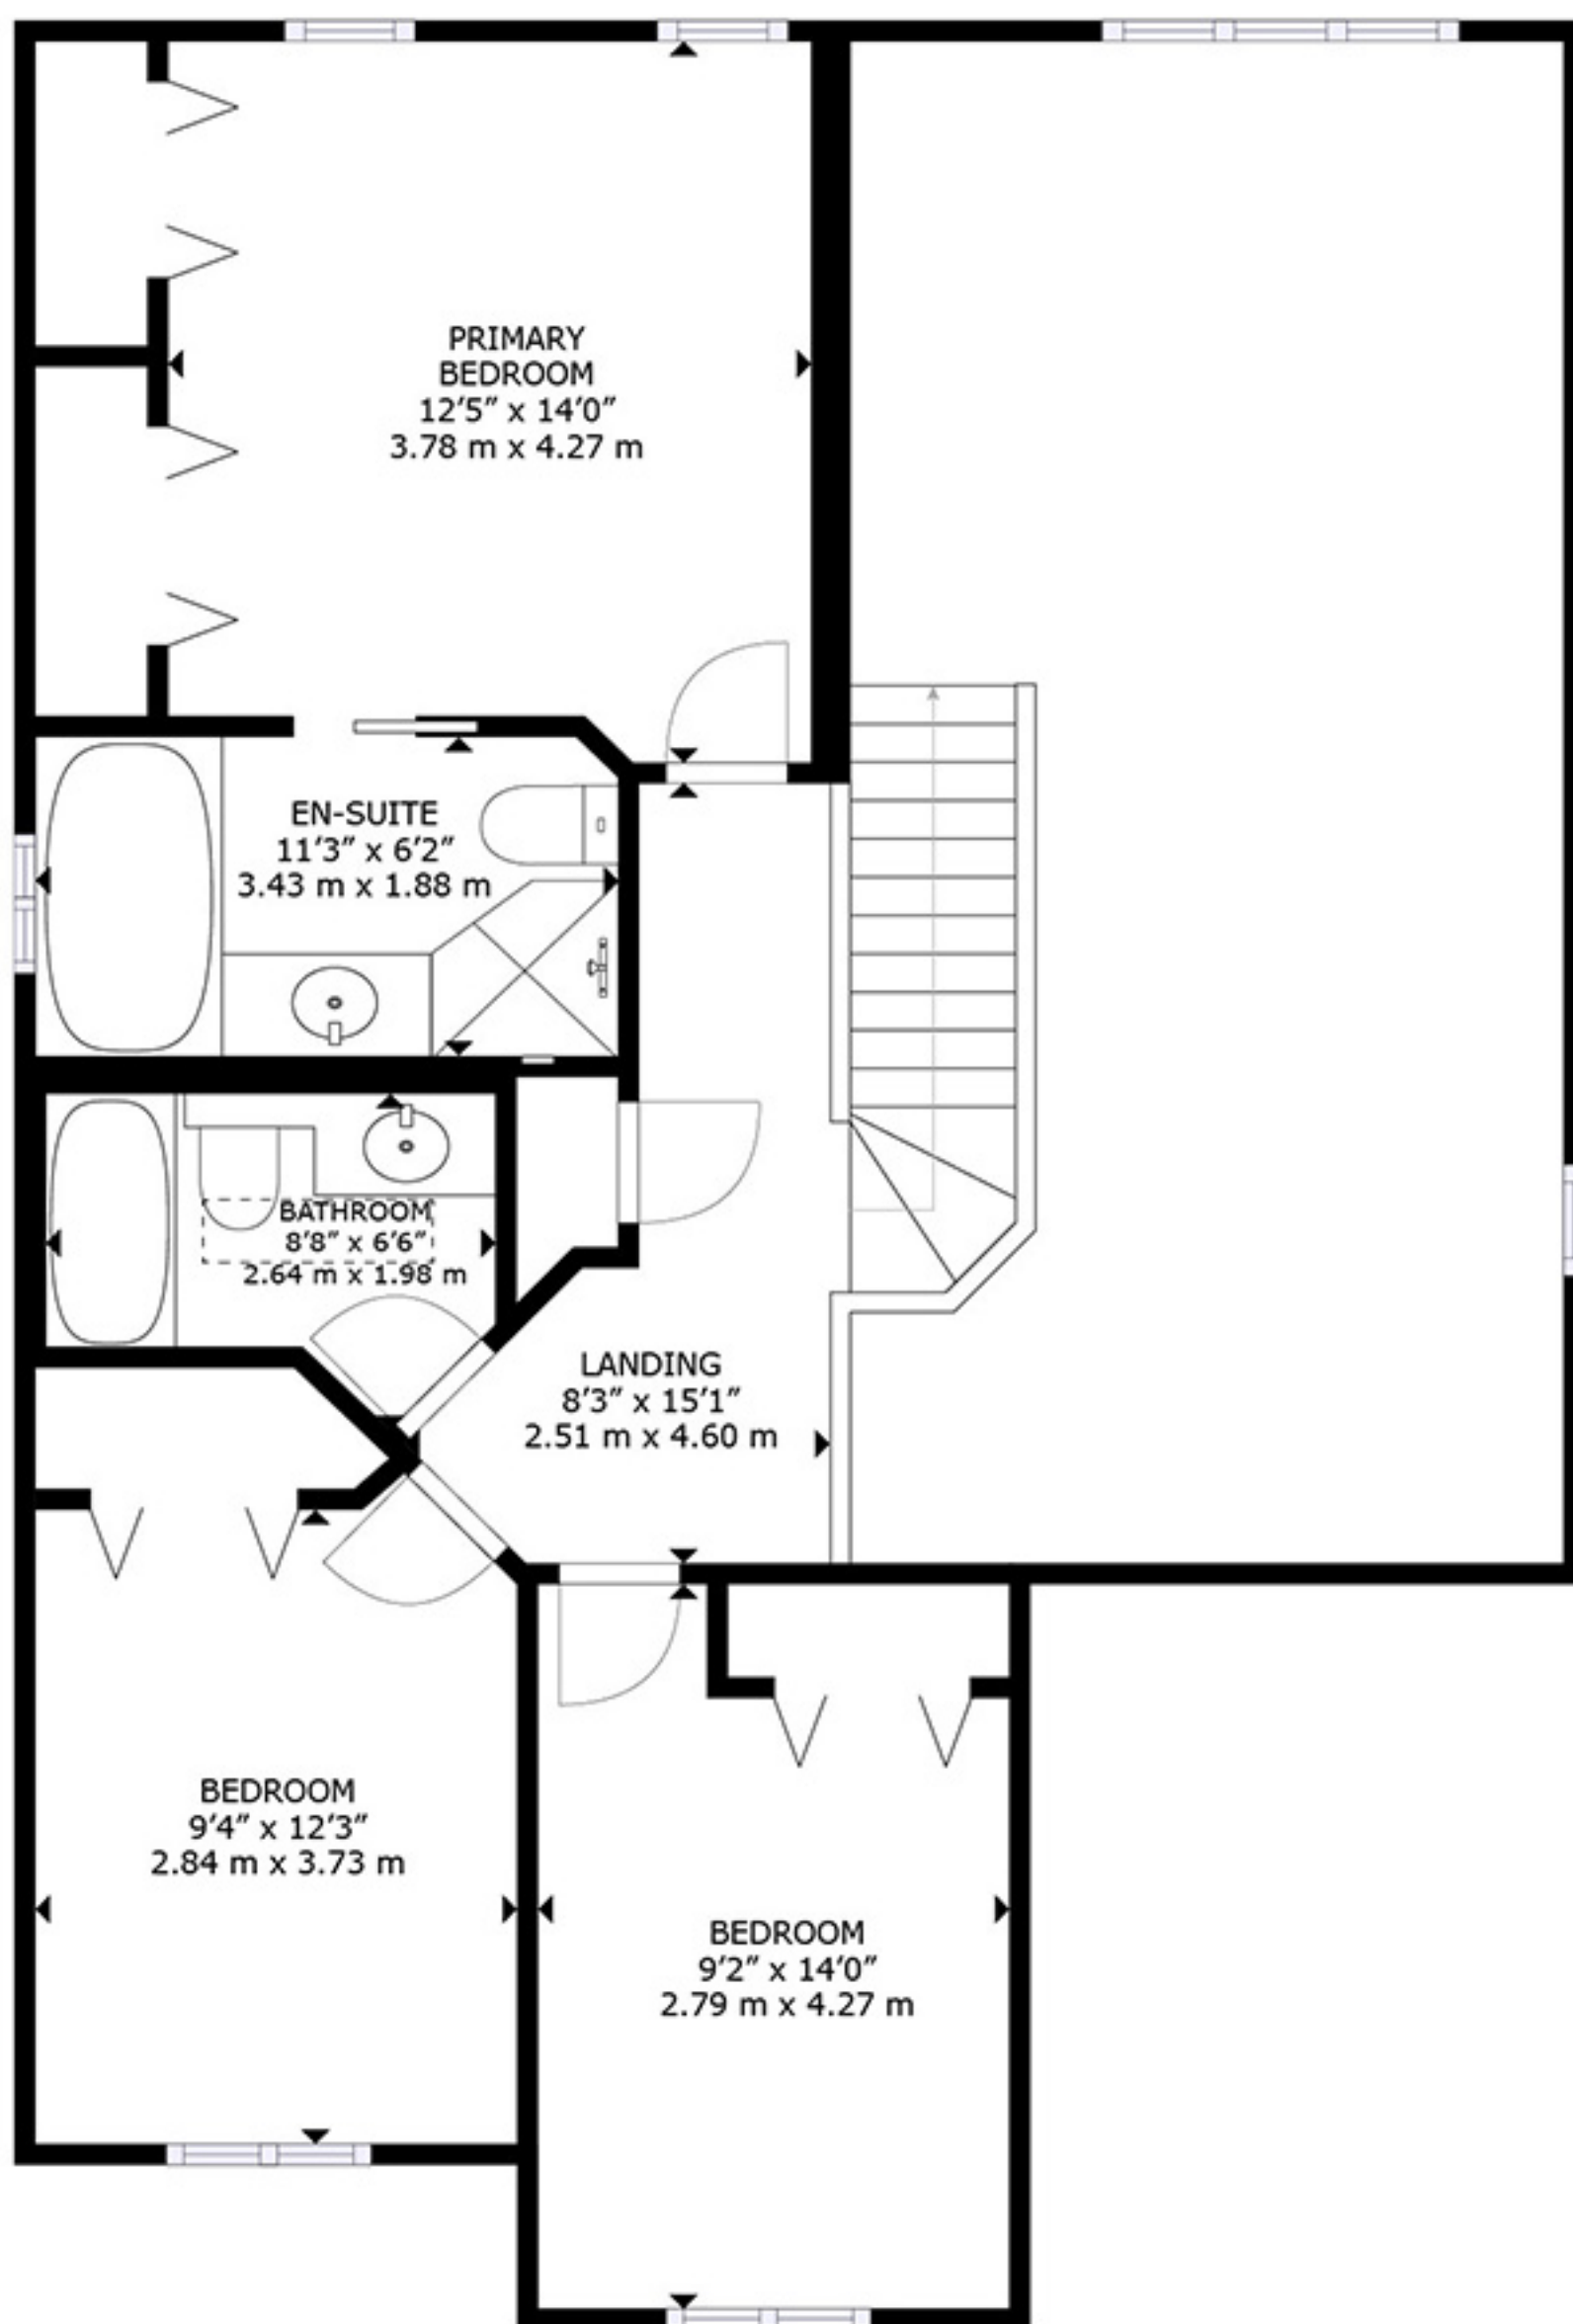 PRIMARY
BEDROOM
12’5” x 14’0”
3.78 m x 4.27 m
EN-SUITE
11’3” x 6’2”
3.43 m x 1.88 m
BATHROOM
8’8” x 6’6”
2.64 m x 1.98 m
LANDING
8’3” x 15’1”
2.51 m x 4.60 m
BEDROOM
9’4” x 12’3”
2.84 m x 3.73 m
BEDROOM
9’2” x 14’0”
2.79 m x 4.27 m